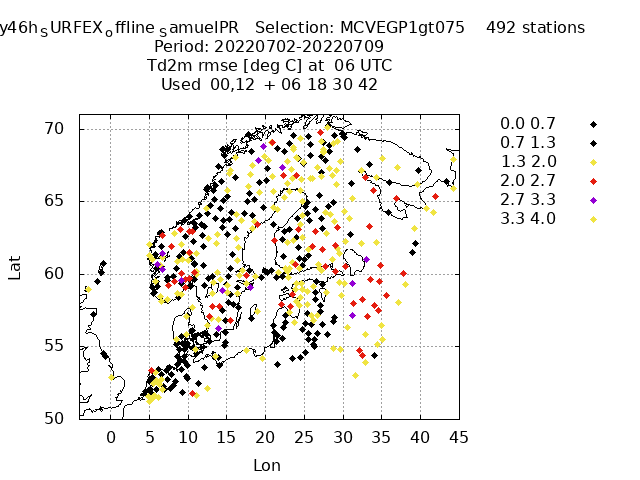 y46h_SURFEX_offline_SamuelPR Selection: MCVEGP1gt075 492 stations
Period: 20220702-20220709
Td2m rmse [deg C] at 06 UTC
Used 00,12 + 06 18 30 42
70
65
60
55
50
Lat
0 5 10 15 20 25 30 35 40 45
Lon
0.0 0.7
0.7 1.3
1.3 2.0
2.0 2.7
2.7 3.3
3.3 4.0